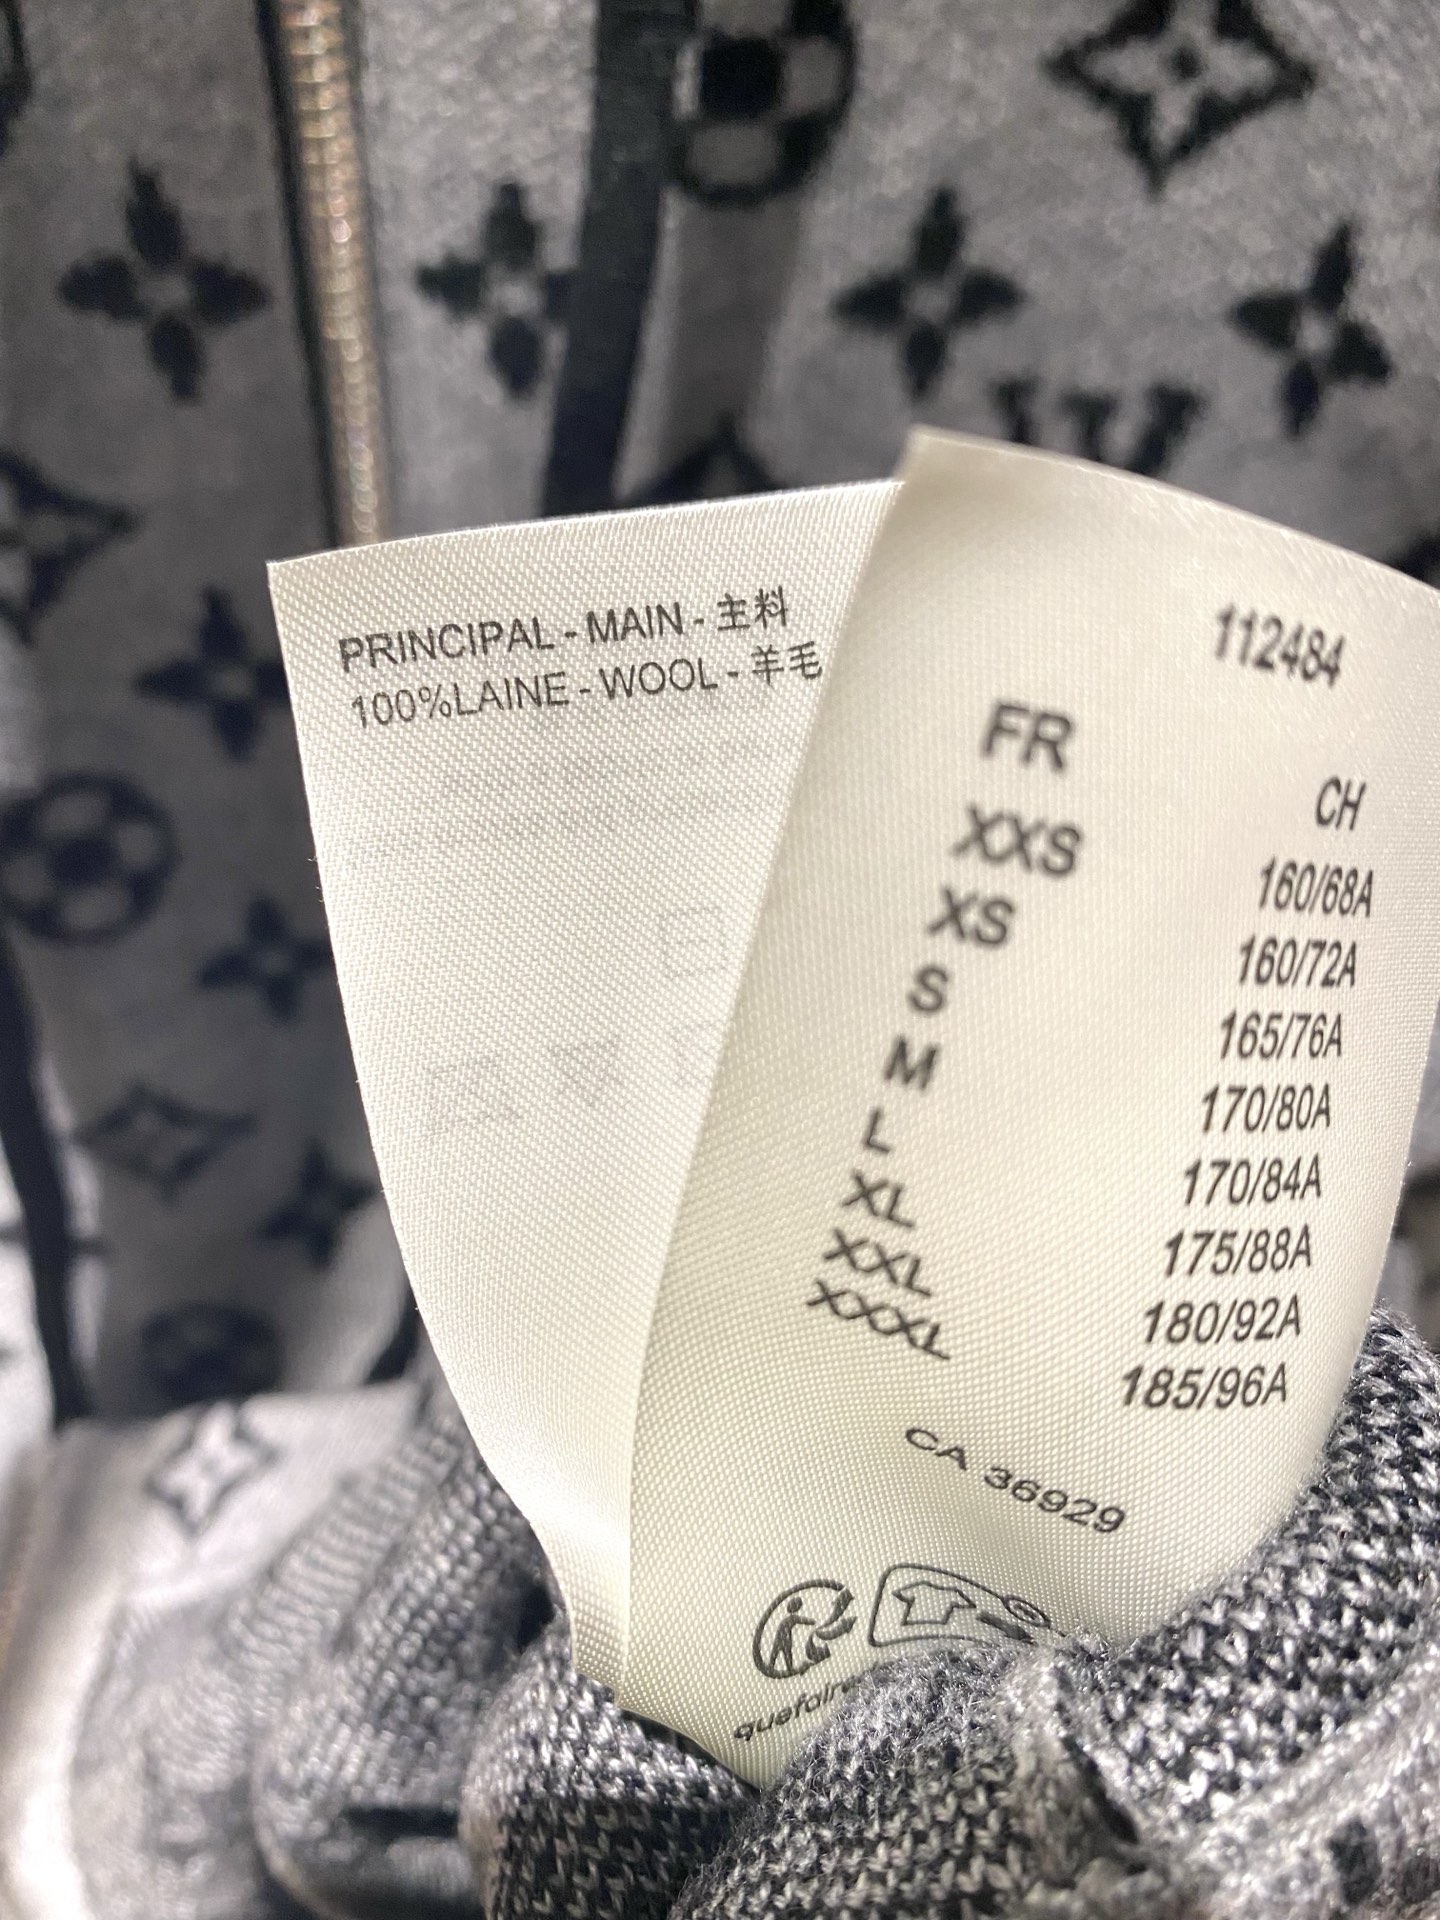 PRINCIPAL - MAIN - 主料
100%LAINE - WOOL - 羊毛
112484
FR CH
XXS 160/68A
XS 160/72A
S 165/76A
M 170/80A
L 170/84A
XL 175/88A
XXL 180/92A
XXXL 185/96A
CA 36929